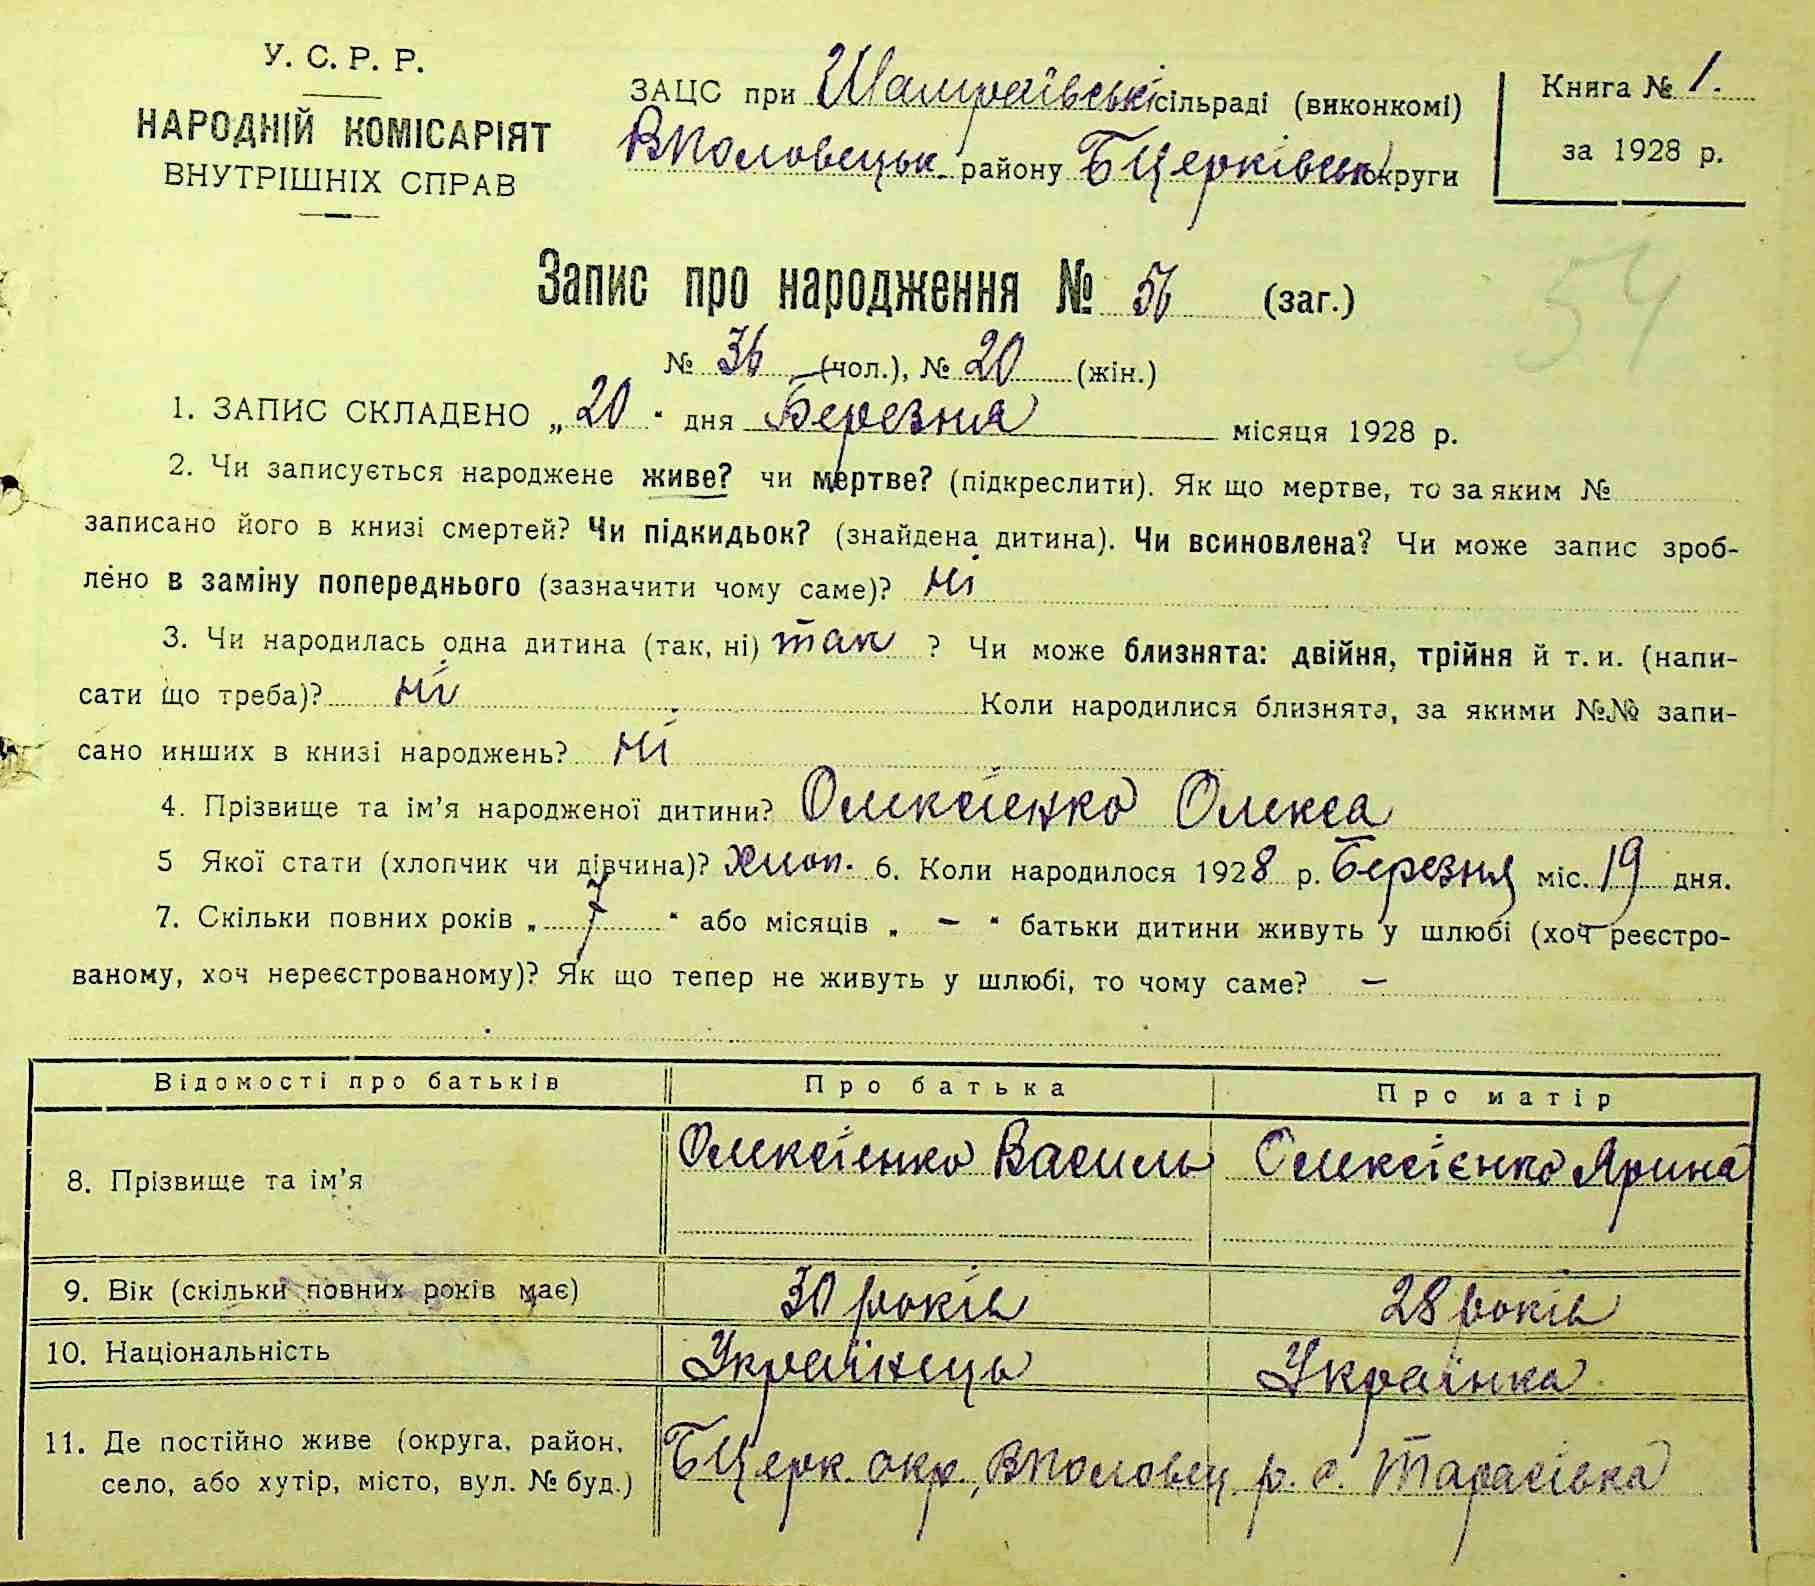 У. С. Р. Р.
НАРОДНІЙ КОМІСАРІЯТ
ВНУТРІШНІХ СПРАВ
ЗАЦС при Шамраївській сільраді (виконкомі)
ВПоловецьк. району БЦерківськ округи
Книга № 1.
за 1928 р.
Запис про народження № 56 (заг.)
54
№ 36 (чол.), № 20 (жін.)
1. ЗАПИС СКЛАДЕНО „20" дня Березня місяця 1928 р.
2. Чи записується народжене живе? чи мертве? (підкреслити). Як що мертве, то за яким №
записано його в книзі смертей? Чи підкидьок? (знайдена дитина). Чи всиновлена? Чи може запис зроб-
лено в заміну попереднього (зазначити чому саме)? ні
3. Чи народилась одна дитина (так, ні) так ? Чи може близнята: двійня, трійня й т. и. (напи-
сати що треба)? ні Коли народилися близнята, за якими №№ запи-
сано инших в книзі народжень? ні
4. Прізвище та ім'я народженої дитини? Олексієнко Олекса
5 Якої стати (хлопчик чи дівчина)? хлоп. 6. Коли народилося 1928 р. Березня міс. 19 дня.
7. Скільки повних років „ 7 " або місяців „ – " батьки дитини живуть у шлюбі (хоч реєстро-
ваному, хоч нереєстрованому)? Як що тепер не живуть у шлюбі, то чому саме? –
Відомості про батьків Про батька Про матір
8. Прізвище та ім'я Олексієнко Василь Олексієнко Ярина
9. Вік (скільки повних років має) 30 років 28 років
10. Національність Українець Українка
11. Де постійно живе (округа, район,
село, або хутір, місто, вул. № буд.) БЦерк. окр., ВПоловец. р. с. Тарасівка